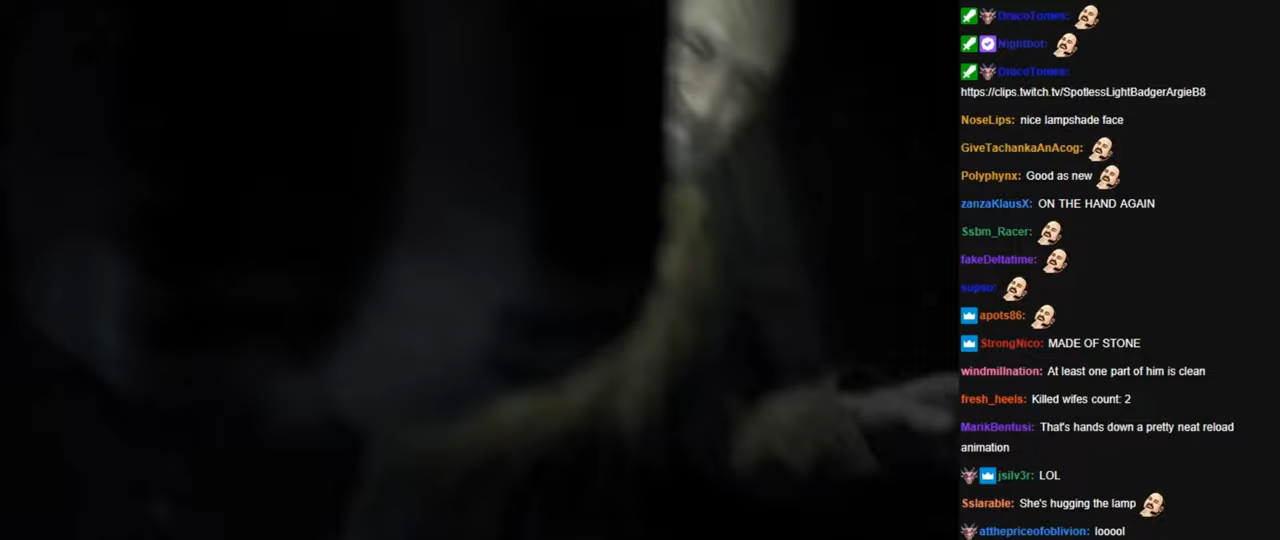 DracoTomes:
Nightbot:
DracoTomes:
https://clips.twitch.tv/SpotlessLightBadgerArgieB8
NoseLips: nice lampshade face
GiveTachankaAnAcog:
Polyphynx: Good as new
zanzaKlausX: ON THE HAND AGAIN
Ssbm_Racer:
fakeDeltatime:
supsu:
apots86:
StrongNico: MADE OF STONE
windmillnation: At least one part of him is clean
fresh_heels: Killed wifes count: 2
MarikBentusi: That's hands down a pretty neat reload
animation
jsilv3r: LOL
Sslarable: She's hugging the lamp
atthepriceofoblivion: looool